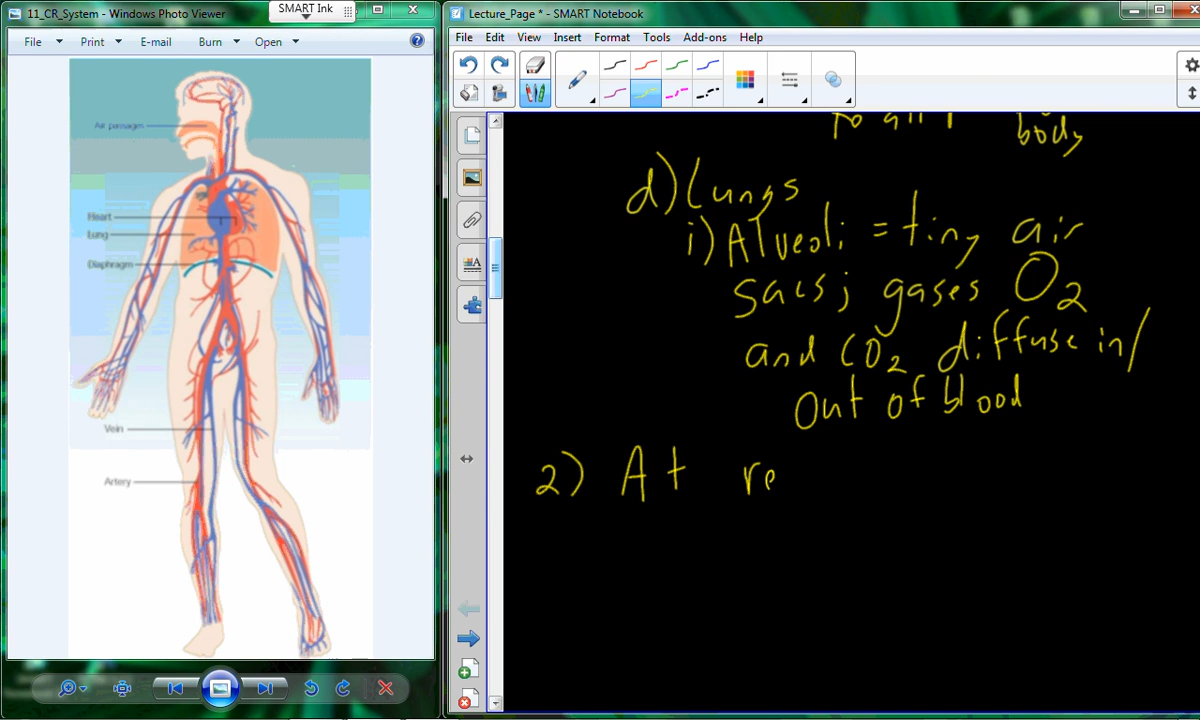 11_CR_System - Windows Photo Viewer
SMART Ink
File Print E-mail Burn Open
Air passages
Heart
Lung
Diaphragm
Vein
Artery
Lecture_Page * - SMART Notebook
File Edit View Insert Format Tools Add-ons Help
to all
body
d) Lungs
i) Alveoli = tiny air
sacs; gases O2
and CO2 diffuse in/
out of blood
2) At re